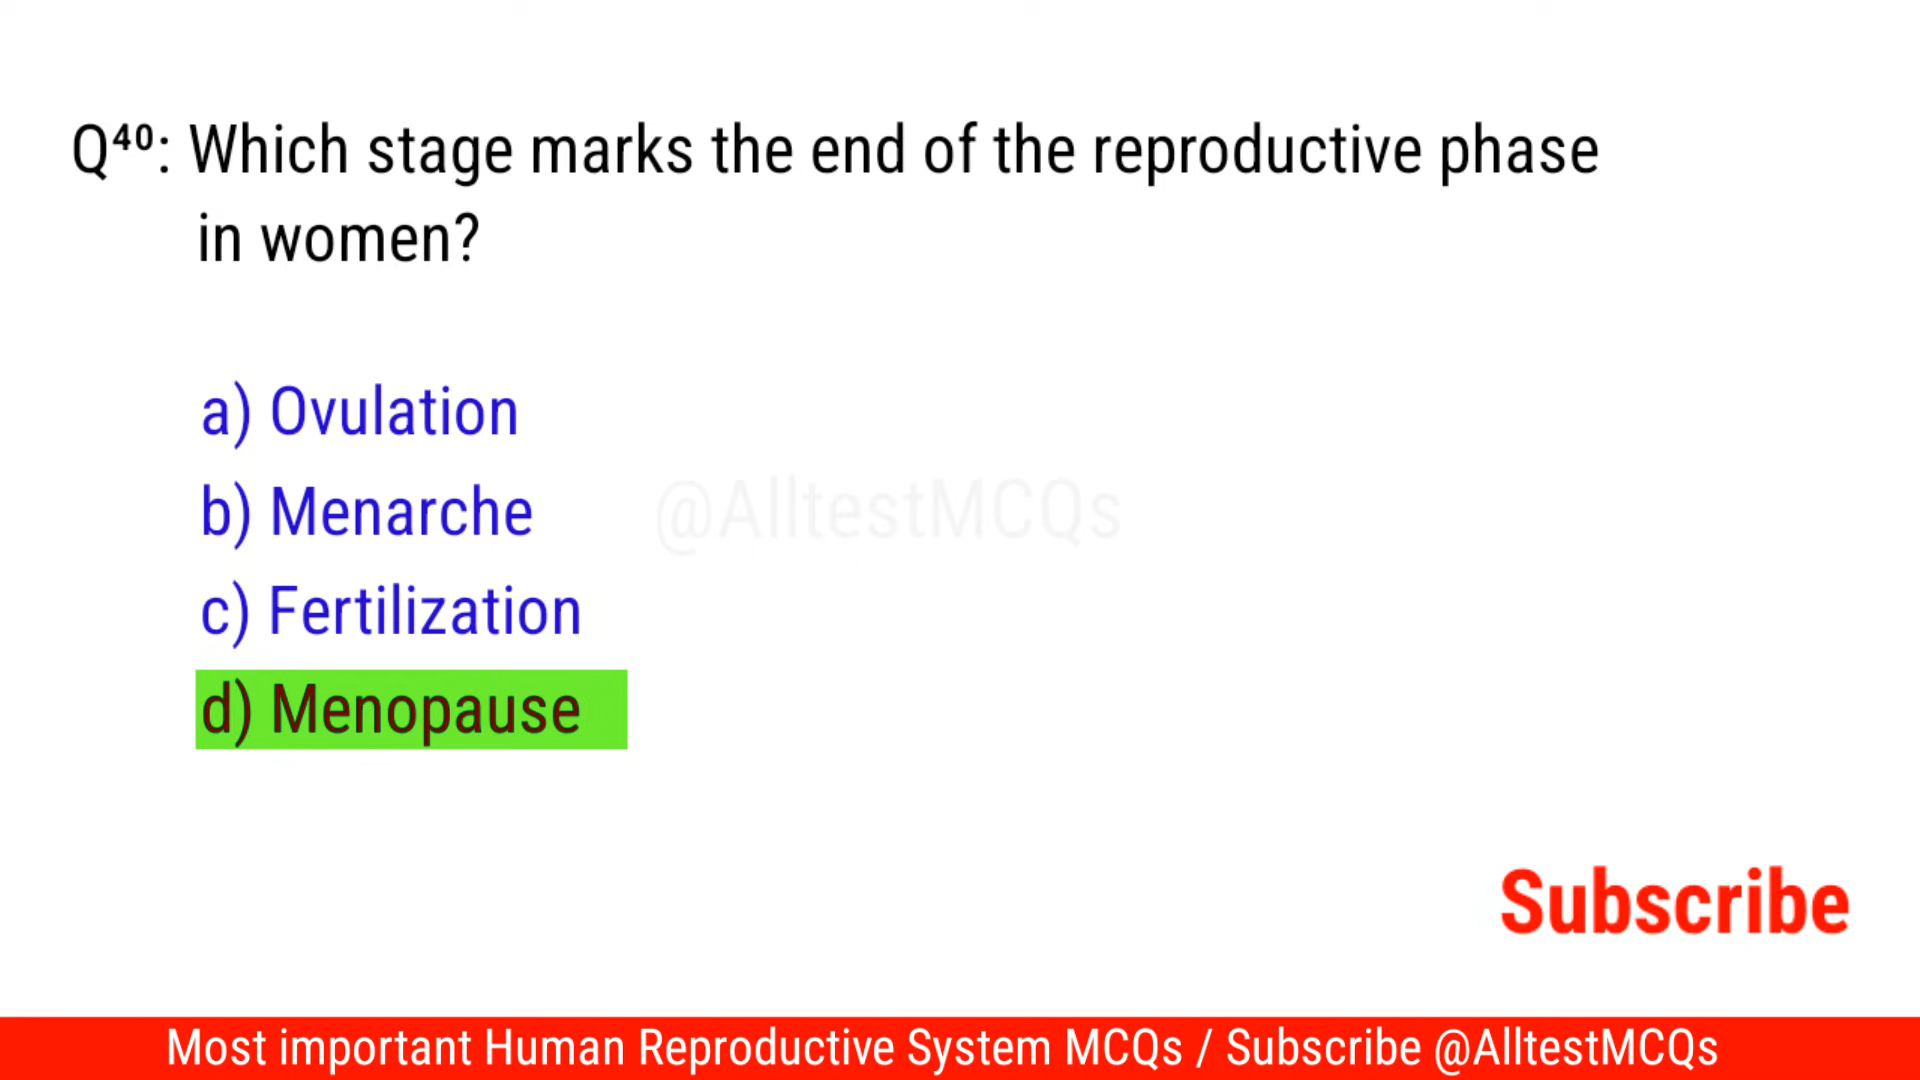 Q⁴⁰: Which stage marks the end of the reproductive phase
in women?
a) Ovulation
b) Menarche
@AlltestMCQs
c) Fertilization
d) Menopause
Subscribe
Most important Human Reproductive System MCQs / Subscribe @AlltestMCQs